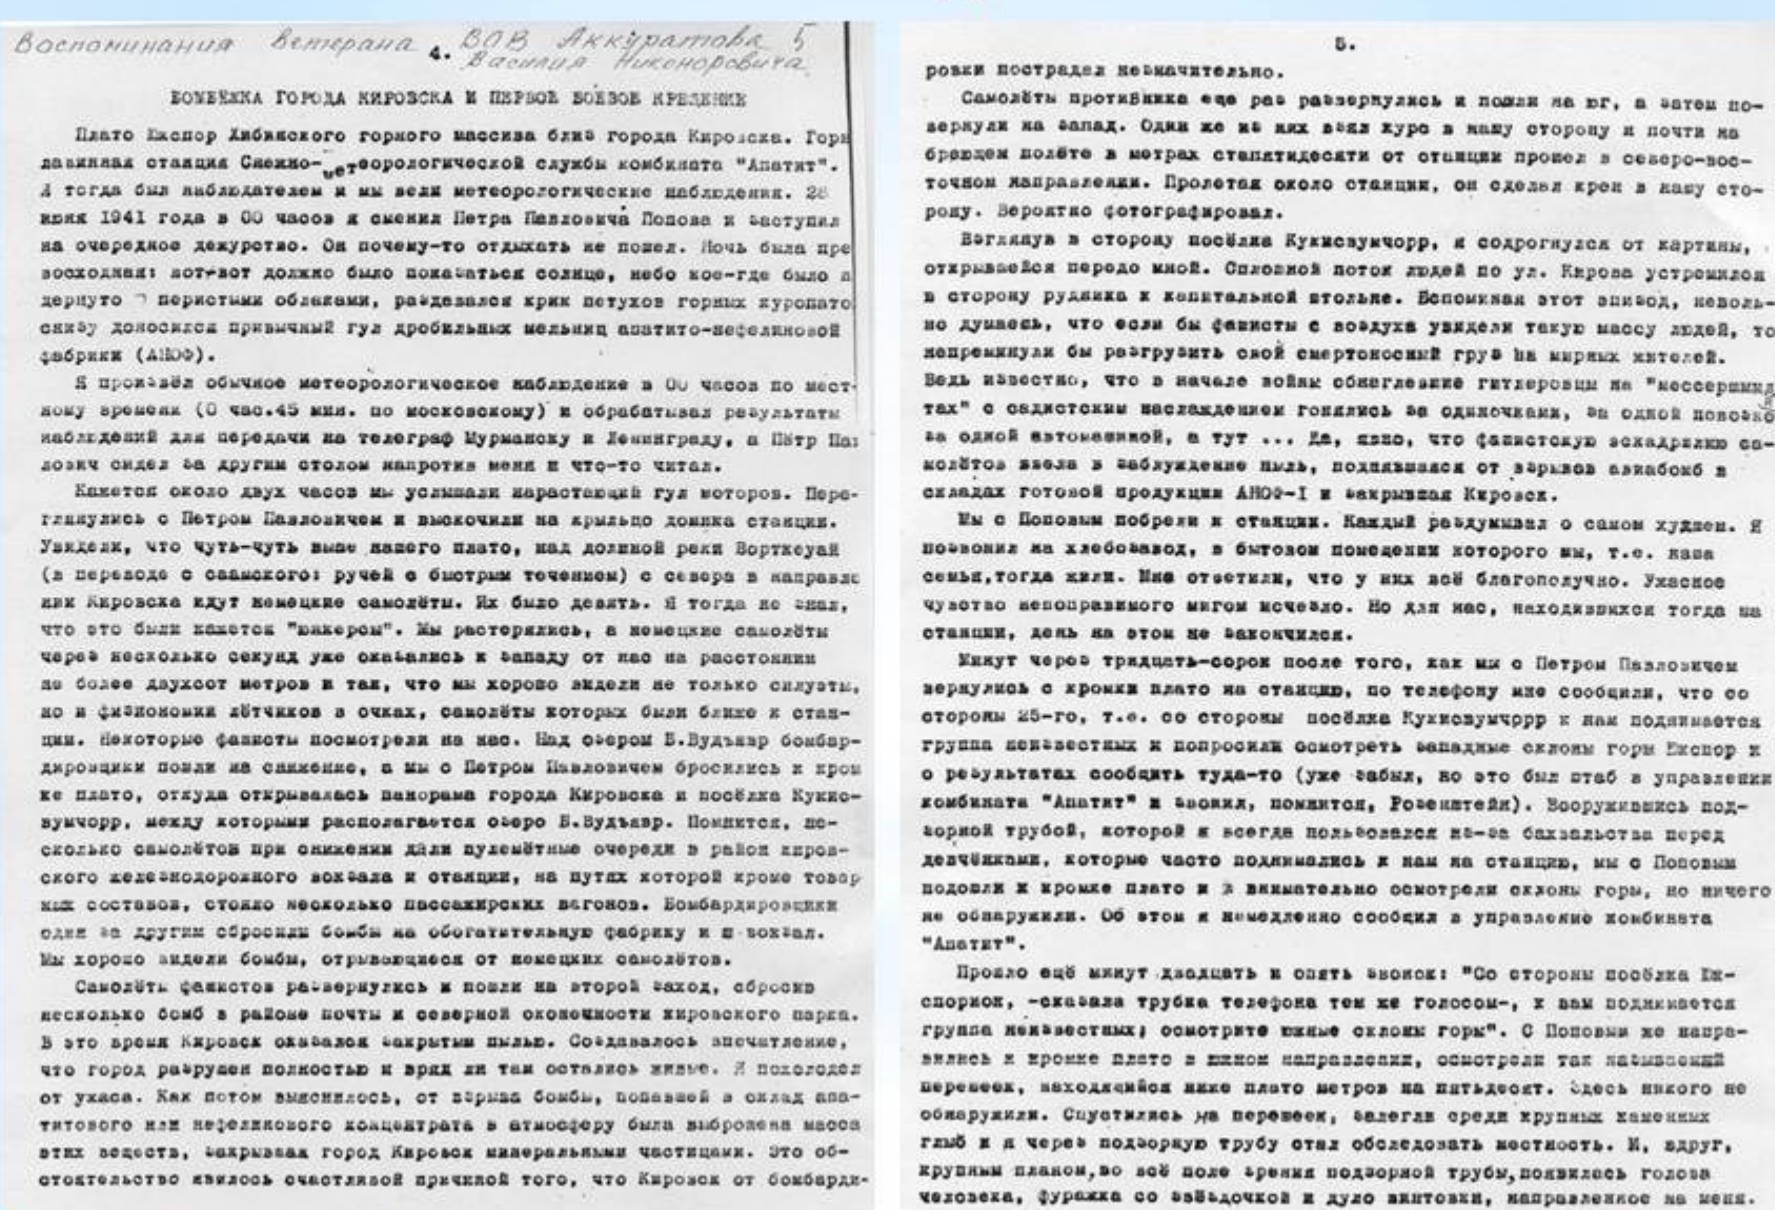 Воспоминания Ветерана ВОВ Аккуратова 5
4. Василия Никоноровича
БОМБЕЖКА ГОРОДА КИРОВСКА И ПЕРВОЕ БОЕВОЕ КРЕЩЕНИЕ
Плато Юкспор Хибинского горного массива близ города Кировска. Горн
лавинная станция Снежно-метеорологической службы комбината "Апатит".
Я тогда был наблюдателем и мы вели метеорологические наблюдения. 28
июня 1941 года в 00 часов я сменил Петра Павловича Попова и заступил
на очередное дежурство. Он почему-то отдыхать не пошел. Ночь была пре
восходная: вот-вот должно было показаться солнце, небо кое-где было п
дернуто перистыми облаками, раздавался крик петухов горных куропато
снизу доносился привычный гул дробильных мельниц апатито-нефелиновой
фабрики (АНОФ).
Я произвёл обычное метеорологическое наблюдение в 00 часов по мест-
ному времени (0 час.45 мин. по московскому) и обрабатывал результаты
наблюдений для передачи на телеграф Мурманску и Ленинграду, а Пётр Па
лович сидел за другим столом напротив меня и что-то читал.
Кажется около двух часов мы услышали нарастающий гул моторов. Пере-
глянулись с Петром Павловичем и выскочили на крыльцо домика станции.
Увидели, что чуть-чуть выше нашего плато, над долиной реки Ворткеуай
(в переводе с саамского: ручей с быстрым течением) с севера в направле
нии Кировска идут немецкие самолёты. Их было девять. Я тогда не знал,
что это были кажется "юнкерсы". Мы растерялись, а немецкие самолёты
через несколько секунд уже оказались к западу от нас на расстоянии
не более двухсот метров и так, что мы хорошо видели не только силуэты,
но и физиономии лётчиков в очках, самолёты которых были ближе к стан-
ции. Некоторые фашисты посмотрели на нас. Над озером Б.Вудъявр бомбар-
дировщики пошли на снижение, а мы с Петром Павловичем бросились к кром
ке плато, откуда открывалась панорама города Кировска и посёлка Кукис-
вумчорр, между которыми располагается озеро Б.Вудъявр. Помнится, не-
сколько самолётов при снижении дали пулемётные очереди в район киров-
ского железнодорожного вокзала и станции, на путях которой кроме товар
ных составов, стояло несколько пассажирских вагонов. Бомбардировщики
один за другим сбросили бомбы на обогатительную фабрику и в вокзал.
Мы хорошо видели бомбы, отрывающиеся от немецких самолётов.
Самолёты фашистов развернулись и пошли на второй заход, сбросив
несколько бомб в районе почты и северной оконечности кировского парка.
В это время Кировск оказался закрытым пылью. Создавалось впечатление,
что город разрушен полностью и вряд ли там остались живые. Я похолодел
от ужаса. Как потом выяснилось, от взрыва бомбы, попавшей в склад апа-
титового или нефелинового концентрата в атмосферу была выброшена масса
этих веществ, закрывшая город Кировск минеральными частицами. Это об-
стоятельство явилось счастливой причиной того, что Кировск от бомбарди-
5.
ровки пострадал незначительно.
Самолёты противника еще раз развернулись и пошли на юг, а затем по-
вернули на запад. Один же из них взял курс в нашу сторону и почти на
бреющем полёте в метрах стапятидесяти от станции прошел в северо-вос-
точном направлении. Пролетая около станции, он сделал крен в нашу сто-
рону. Вероятно фотографировал.
Взглянув в сторону посёлка Кукисвумчорр, я содрогнулся от картины,
открывшейся передо мной. Сплошной поток людей по ул. Кирова устремился
в сторону рудника к капитальной штольне. Вспоминая этот эпизод, неволь-
но думаешь, что если бы фашисты с воздуха увидели такую массу людей, то
непреминули бы разгрузить свой смертоносный груз на мирных жителей.
Ведь известно, что в начале войны обнаглевшие гитлеровцы на "мессершмид
тах" с садистским наслаждением гонялись за одиночками, за одной повозко
за одной автомашиной, а тут ... Да, явно, что фашистскую эскадрилью са-
молётов ввела в заблуждение пыль, поднявшаяся от взрывов авиабомб в
складах готовой продукции АНОФ-I и закрывшая Кировск.
Мы с Поповым побрели к станции. Каждый раздумывал о самом худшем. Я
позвонил на хлебозавод, в бытовом помещении которого мы, т.е. наша
семья,тогда жили. Мне ответили, что у них всё благополучно. Ужасное
чувство непоправимого мигом исчезло. Но для нас, находившихся тогда на
станции, день на этом не закончился.
Минут через тридцать-сорок после того, как мы с Петром Павловичем
вернулись с кромки плато на станцию, по телефону мне сообщили, что со
стороны 25-го, т.е. со стороны посёлка Кукисвумчррр к нам поднимается
группа неизвестных и попросили осмотреть западные склоны горы Юкспор и
о результатах сообщить туда-то (уже забыл, но это был штаб в управлении
комбината "Апатит" и звонил, помнится, Розенштейн). Вооружившись под-
зорной трубой, которой я всегда пользовался из-за бахвальства перед
девчёнками, которые часто поднимались к нам на станцию, мы с Поповым
подошли к кромке плато и внимательно осмотрели склоны горы, но ничего
не обнаружили. Об этом я немедленно сообщил в управление комбината
"Апатит".
Прошло ещё минут двадцать и опять звонок: "Со стороны посёлка Юк-
спориок, -сказала трубка телефона тем же голосом-, к вам поднимается
группа неизвестных; осмотрите южные склоны горы". С Поповым же напра-
вились к кромке плато в южном направлении, осмотрели так называемый
перешеек, находящийся ниже плато метров на пятьдесят. Здесь никого не
обнаружили. Спустились на перешеек, залегли среди крупных каменных
глыб и я через подзорную трубу стал обследовать местность. И, вдруг,
крупным планом,во всё поле зрения подзорной трубы,появилась голова
человека, фуражка со звёздочкой и дуло винтовки, направленное на меня.